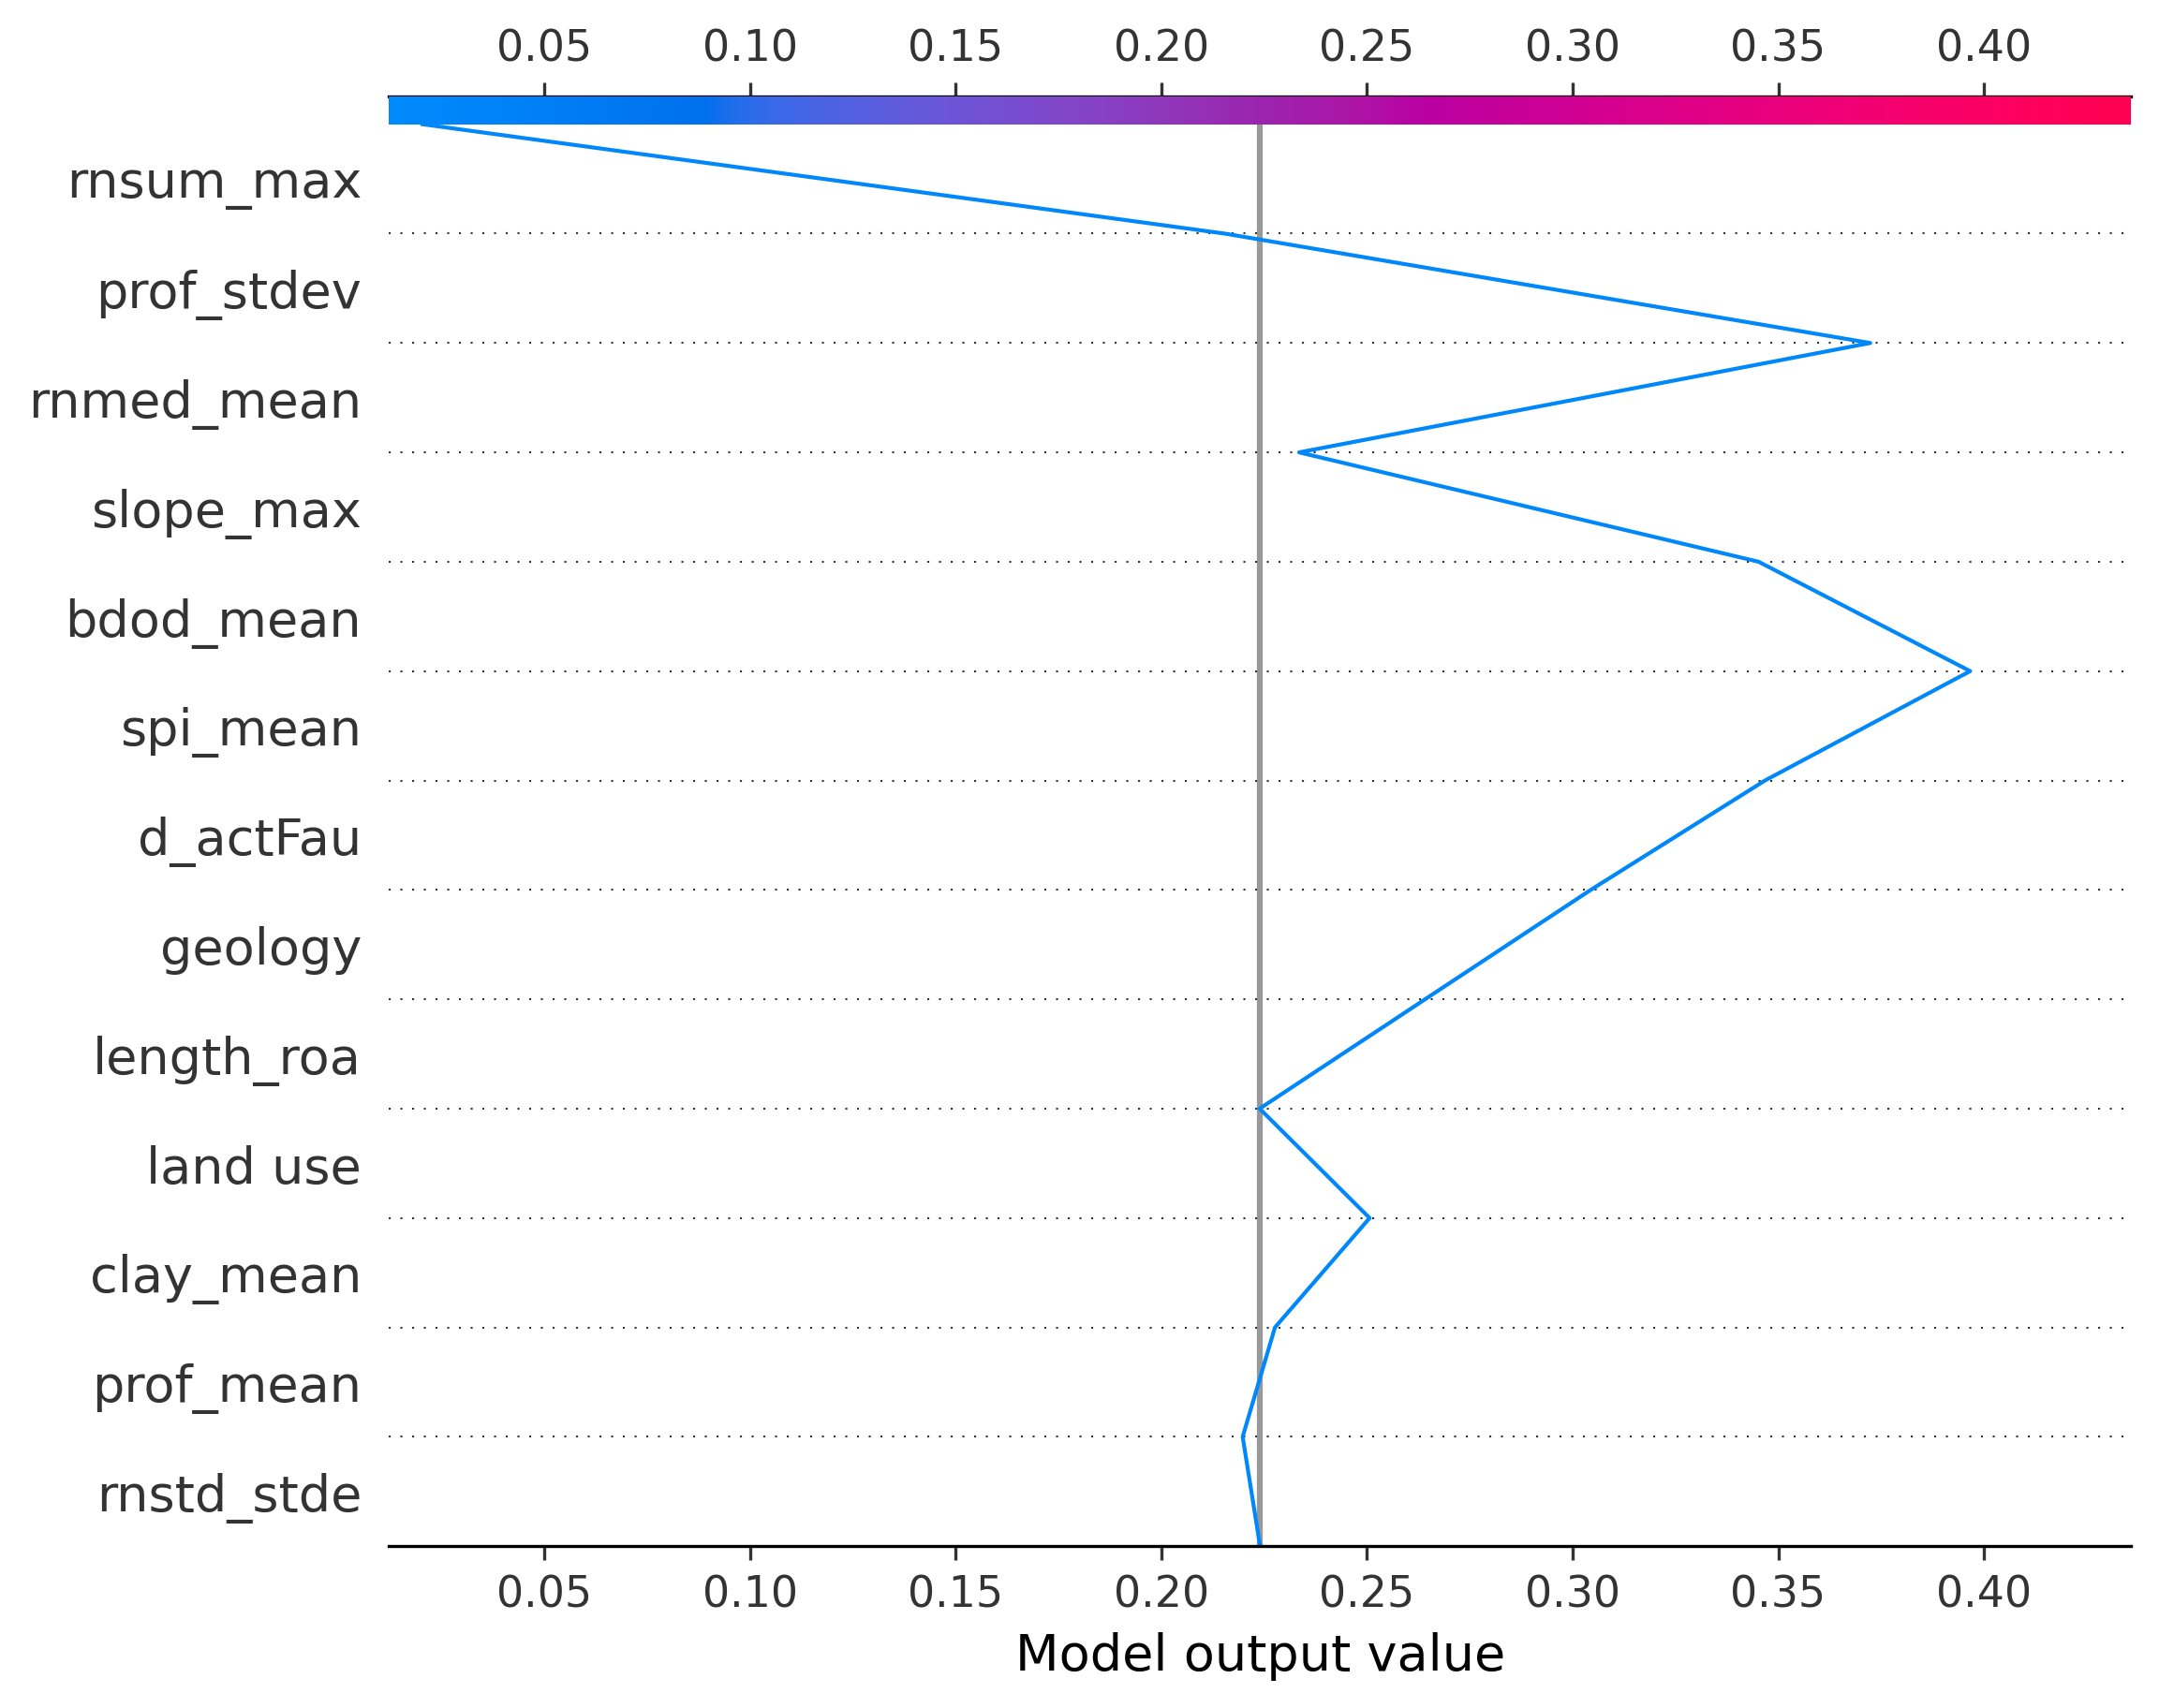 0.05 0.10 0.15 0.20 0.25 0.30 0.35 0.40
rnsum_max
prof_stdev
rnmed_mean
slope_max
bdod_mean
spi_mean
d_actFau
geology
length_roa
land use
clay_mean
prof_mean
rnstd_stde
0.05 0.10 0.15 0.20 0.25 0.30 0.35 0.40
Model output value